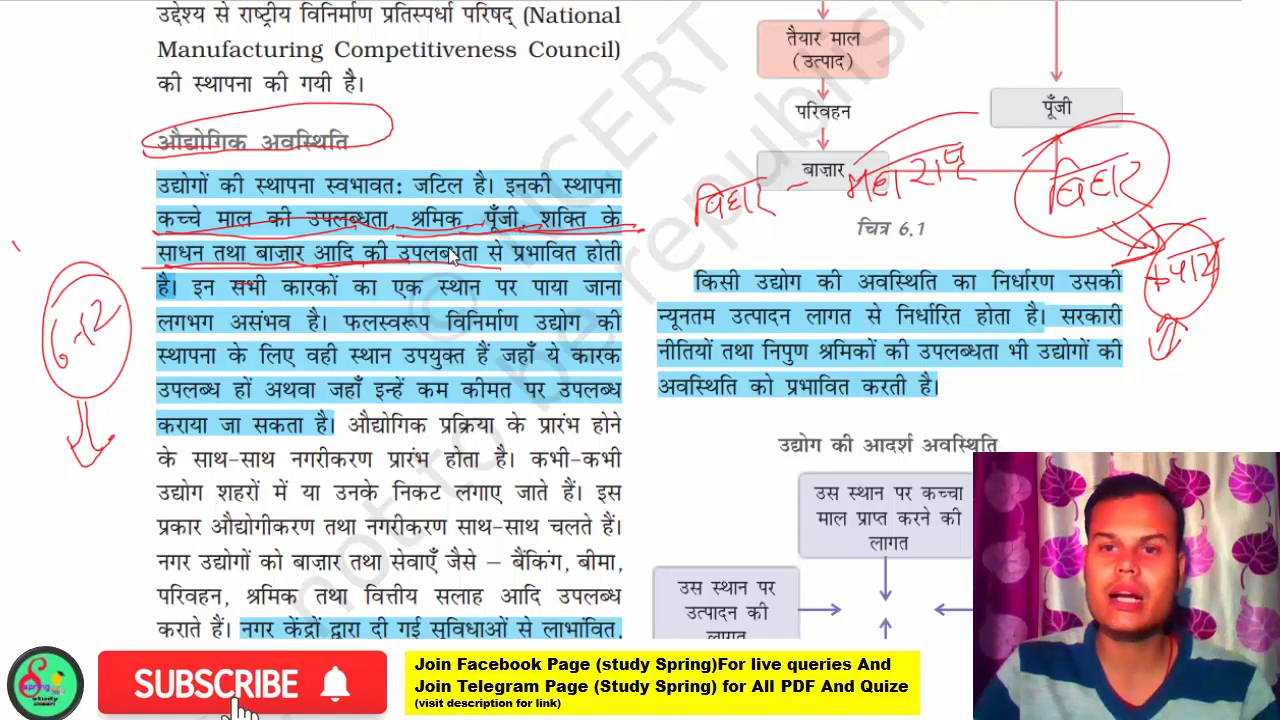 उद्देश्य से राष्ट्रीय विनिर्माण प्रतिस्पर्धा परिषद् (National
Manufacturing Competitiveness Council)
की स्थापना की गयी है।
औद्योगिक अवस्थिति
उद्योगों की स्थापना स्वभावत: जटिल है। इनकी स्थापना
कच्चे माल की उपलब्धता, श्रमिक, पूँजी, शक्ति के
साधन तथा बाज़ार आदि की उपलब्धता से प्रभावित होती
है। इन सभी कारकों का एक स्थान पर पाया जाना
लगभग असंभव है। फलस्वरूप विनिर्माण उद्योग की
स्थापना के लिए वही स्थान उपयुक्त हैं जहाँ ये कारक
उपलब्ध हों अथवा जहाँ इन्हें कम कीमत पर उपलब्ध
कराया जा सकता है। औद्योगिक प्रक्रिया के प्रारंभ होने
के साथ-साथ नगरीकरण प्रारंभ होता है। कभी-कभी
उद्योग शहरों में या उनके निकट लगाए जाते हैं। इस
प्रकार औद्योगीकरण तथा नगरीकरण साथ-साथ चलते हैं।
नगर उद्योगों को बाजार तथा सेवाएँ जैसे – बैंकिंग, बीमा,
परिवहन, श्रमिक तथा वित्तीय सलाह आदि उपलब्ध
कराते हैं। नगर केंद्रों द्वारा दी गई सुविधाओं से लाभांवित,
तैयार माल
(उत्पाद)
परिवहन
पूँजी
बाज़ार
बिहार – महाराष्ट्र
बिहार
चित्र 6.1
किसी उद्योग की अवस्थिति का निर्धारण उसकी
न्यूनतम उत्पादन लागत से निर्धारित होता है। सरकारी
नीतियों तथा निपुण श्रमिकों की उपलब्धता भी उद्योगों की
अवस्थिति को प्रभावित करती है।
उद्योग की आदर्श अवस्थिति
उस स्थान पर कच्चा
माल प्राप्त करने की
लागत
उस स्थान पर
उत्पादन की
लागत
© NCERT
not to be republished
SUBSCRIBE
Join Facebook Page (study Spring)For live queries And
Join Telegram Page (Study Spring) for All PDF And Quize
(visit description for link)